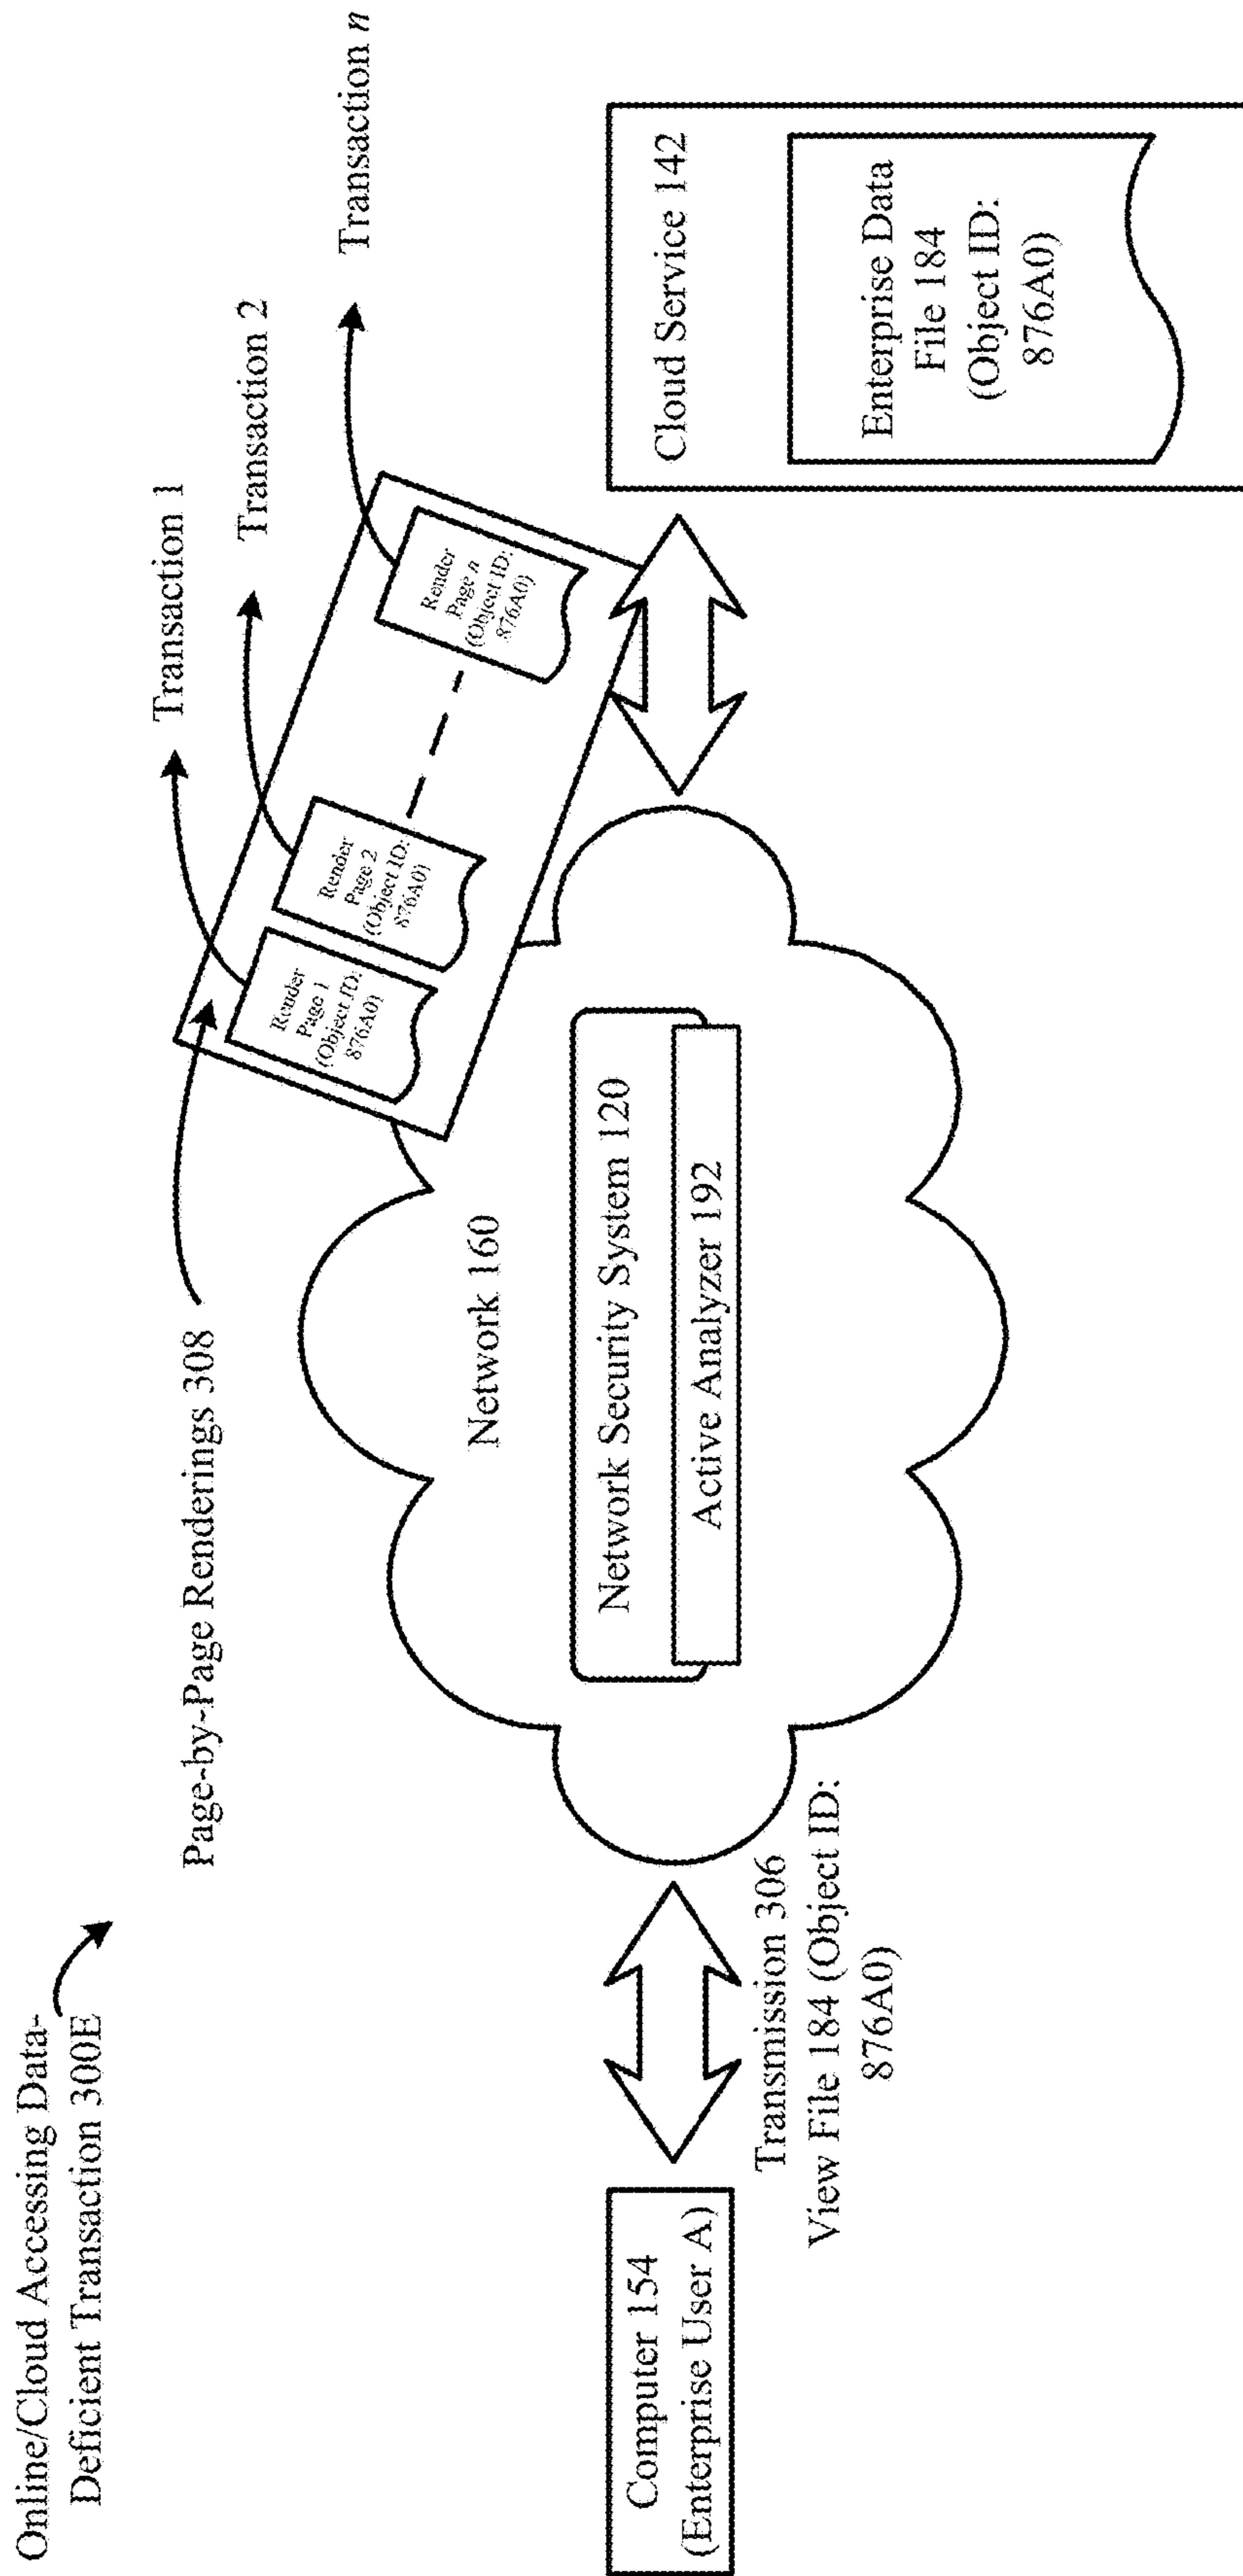 Online/Cloud Accessing Data-
Deficient Transaction 300E
Page-by-Page Renderings 308
Transaction 1
Transaction 2
Transaction n
Render
Page 1
(Object ID:
876A0)
Render
Page 2
(Object ID:
876A0)
Render
Page n
(Object ID:
876A0)
Computer 154
(Enterprise User A)
Transmission 306
View File 184 (Object ID:
876A0)
Network 160
Network Security System 120
Active Analyzer 192
Cloud Service 142
Enterprise Data
File 184
(Object ID:
876A0)